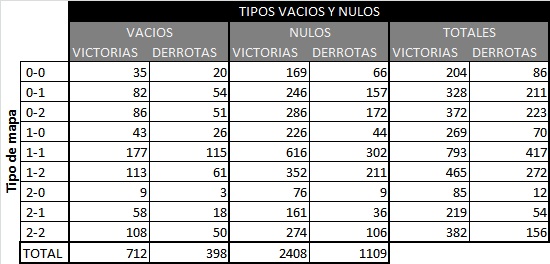 TIPOS VACIOS Y NULOS
VACIOS NULOS TOTALES
VICTORIAS DERROTAS VICTORIAS DERROTAS VICTORIAS DERROTAS
Tipo de mapa
0-0 35 20 169 66 204 86
0-1 82 54 246 157 328 211
0-2 86 51 286 172 372 223
1-0 43 26 226 44 269 70
1-1 177 115 616 302 793 417
1-2 113 61 352 211 465 272
2-0 9 3 76 9 85 12
2-1 58 18 161 36 219 54
2-2 108 50 274 106 382 156
TOTAL 712 398 2408 1109